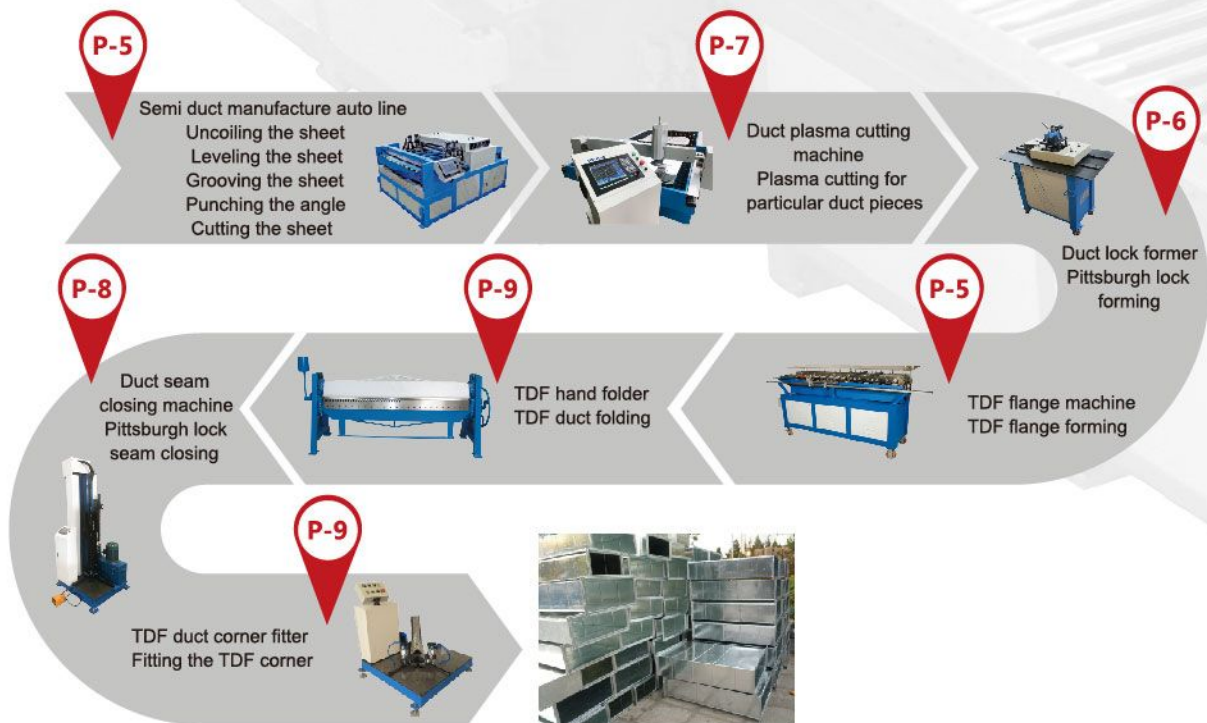 P-5
Semi duct manufacture auto line
Uncoiling the sheet
Leveling the sheet
Grooving the sheet
Punching the angle
Cutting the sheet
P-7
Duct plasma cutting
machine
Plasma cutting for
particular duct pieces
P-6
Duct lock former
Pittsburgh lock
forming
P-5
TDF flange machine
TDF flange forming
P-9
TDF hand folder
TDF duct folding
P-8
Duct seam
closing machine
Pittsburgh lock
seam closing
P-9
TDF duct corner fitter
Fitting the TDF corner